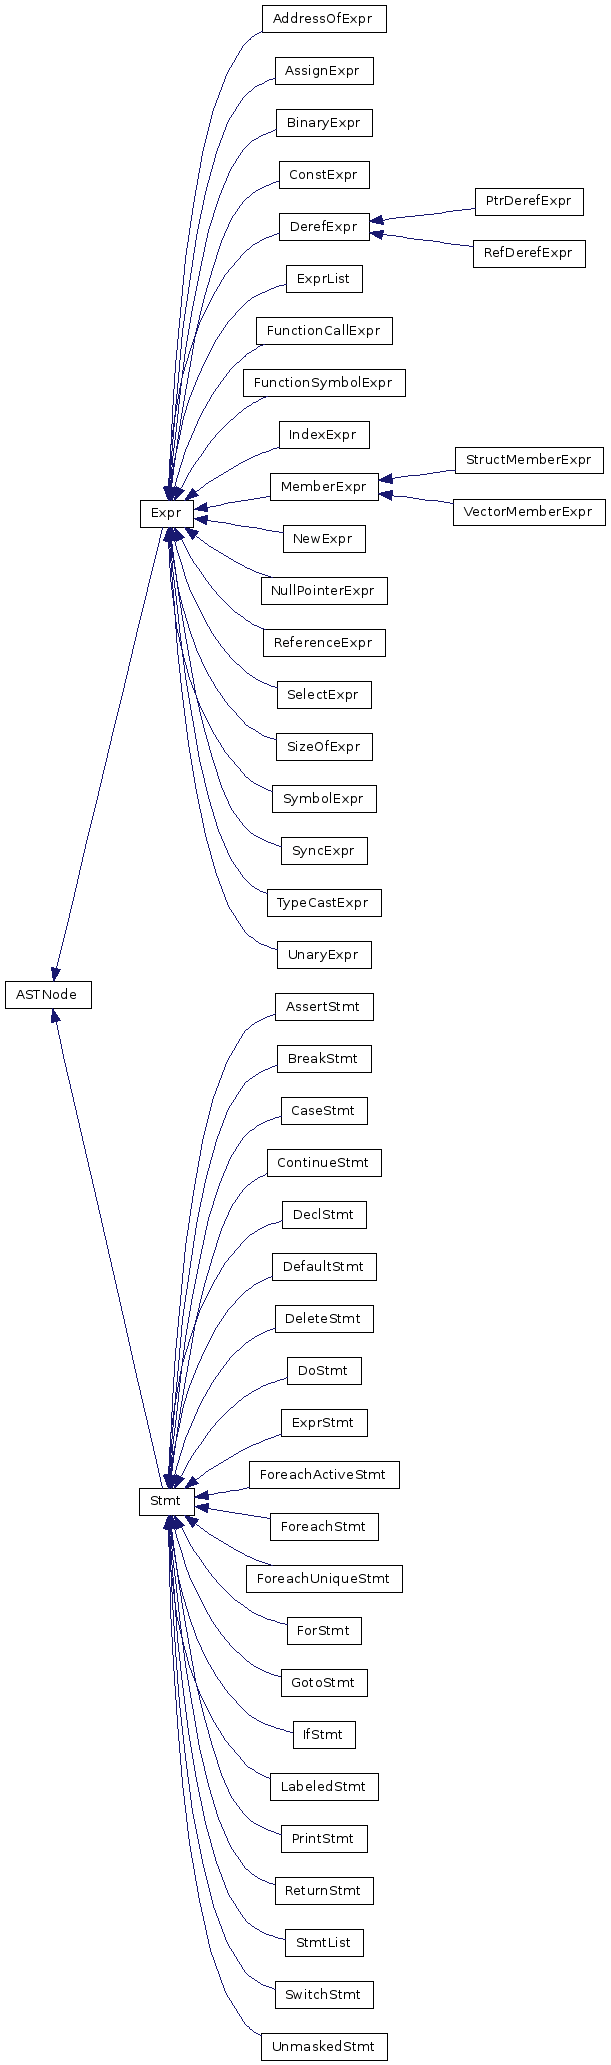 AddressOfExpr
AssignExpr
BinaryExpr
ConstExpr
DerefExpr
PtrDerefExpr
RefDerefExpr
ExprList
FunctionCallExpr
FunctionSymbolExpr
IndexExpr
MemberExpr
StructMemberExpr
VectorMemberExpr
Expr
NewExpr
NullPointerExpr
ReferenceExpr
SelectExpr
SizeOfExpr
SymbolExpr
SyncExpr
TypeCastExpr
UnaryExpr
ASTNode
AssertStmt
BreakStmt
CaseStmt
ContinueStmt
DeclStmt
DefaultStmt
DeleteStmt
DoStmt
ExprStmt
ForeachActiveStmt
Stmt
ForeachStmt
ForeachUniqueStmt
ForStmt
GotoStmt
IfStmt
LabeledStmt
PrintStmt
ReturnStmt
StmtList
SwitchStmt
UnmaskedStmt